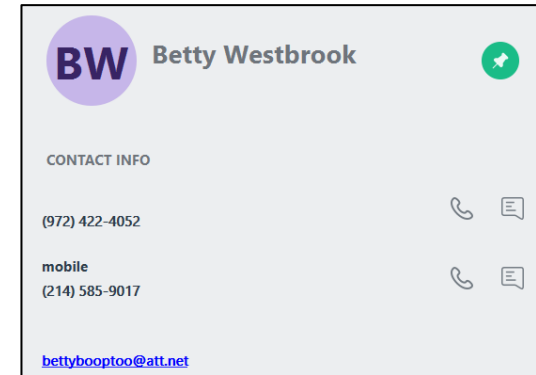 BW
Betty Westbrook
CONTACT INFO
(972) 422-4052
mobile
(214) 585-9017
bettybooptoo@att.net